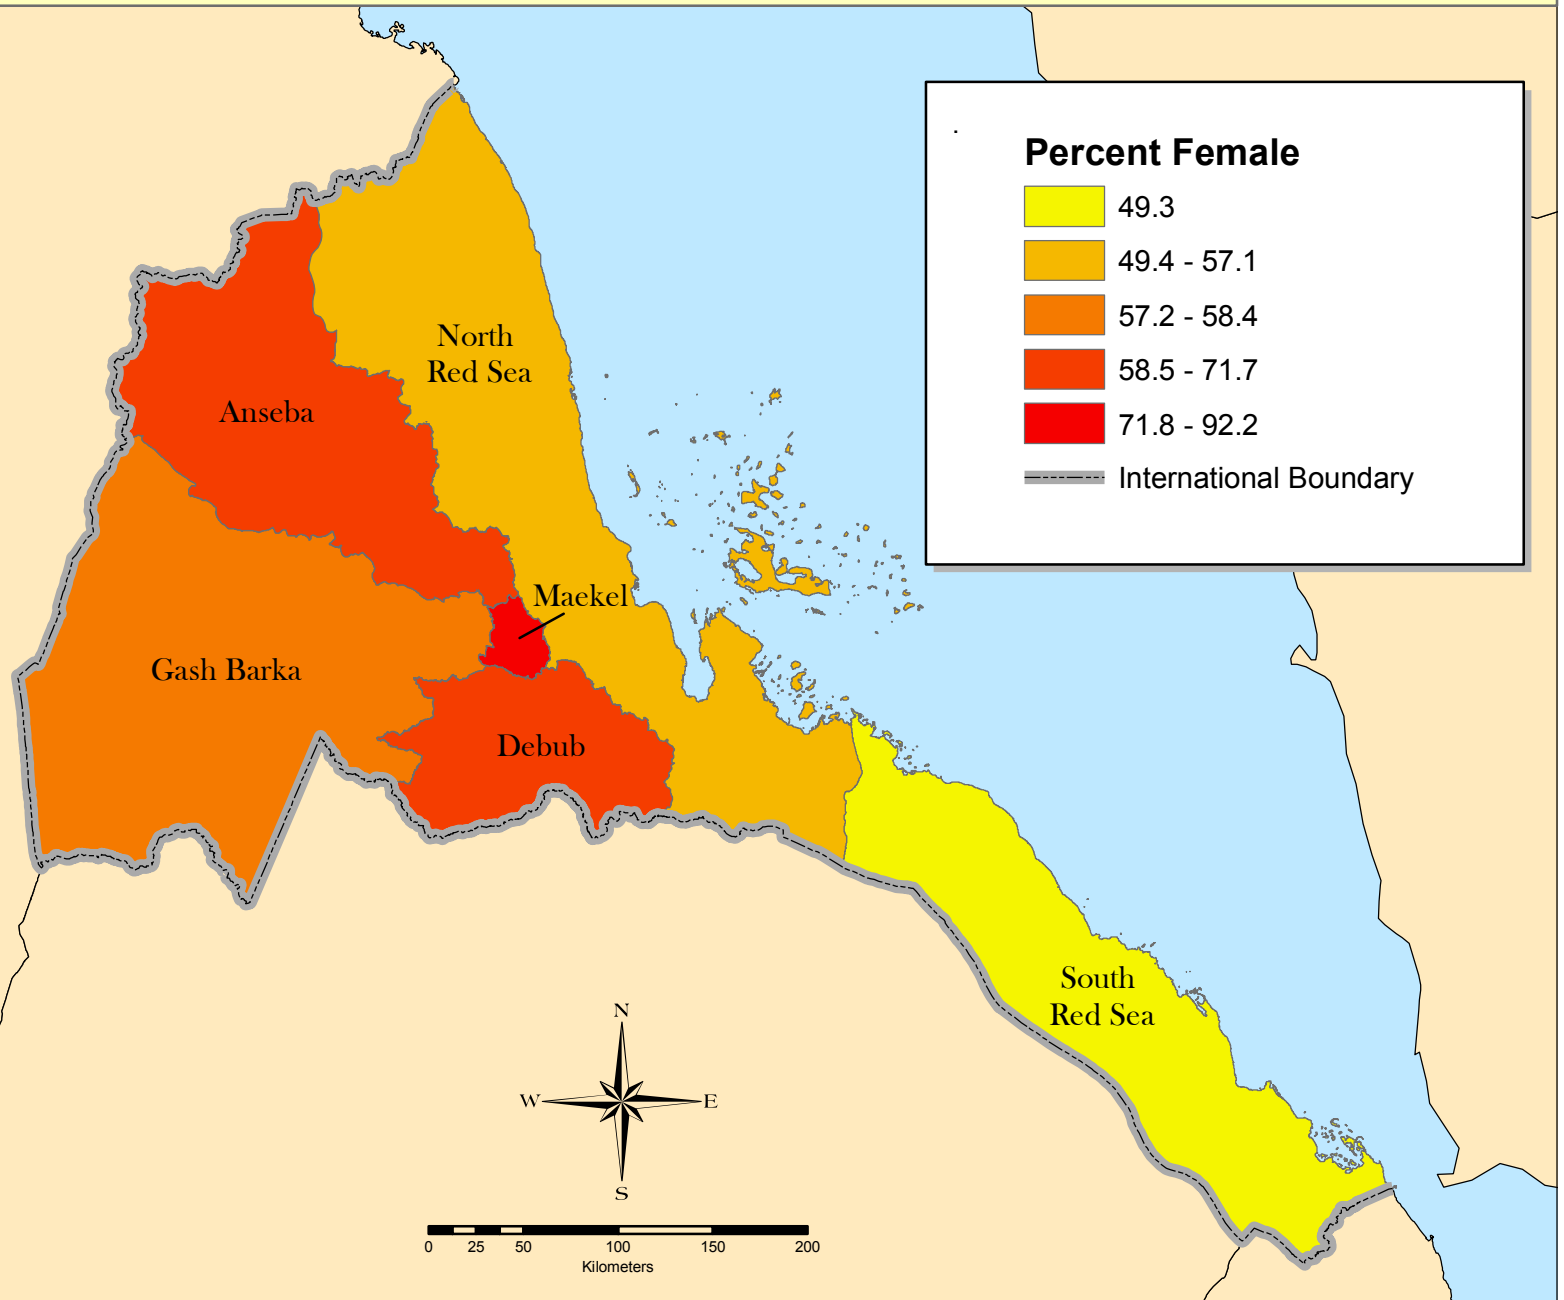 Percent Female
49.3
49.4 - 57.1
57.2 - 58.4
58.5 - 71.7
71.8 - 92.2
International Boundary
North
Red Sea
Anseba
Maekel
Gash Barka
Debub
South
Red Sea
N
W
E
S
0 25 50 100 150 200
Kilometers